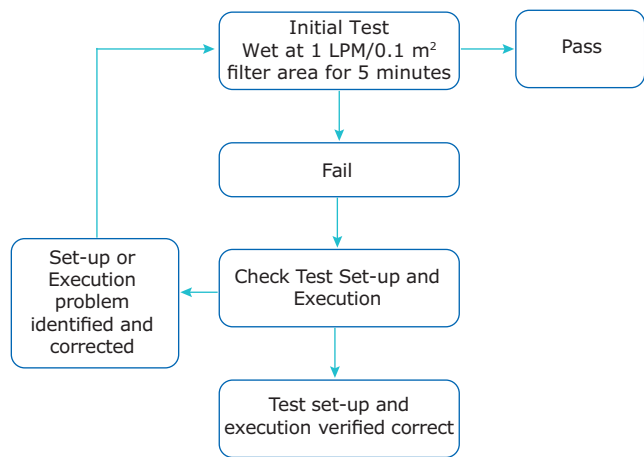 Initial Test
Wet at 1 LPM/0.1 m²
filter area for 5 minutes
Pass
Fail
Set-up or
Execution
problem
identified and
corrected
Check Test Set-up and
Execution
Test set-up and
execution verified correct